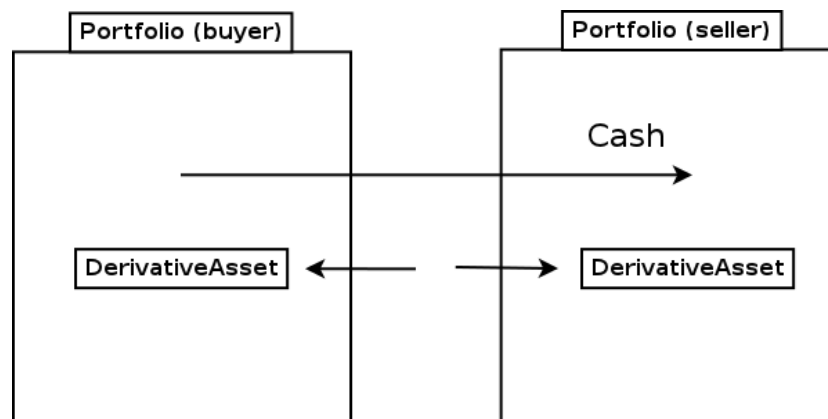 Portfolio (buyer)
Portfolio (seller)
Cash
DerivativeAsset
DerivativeAsset